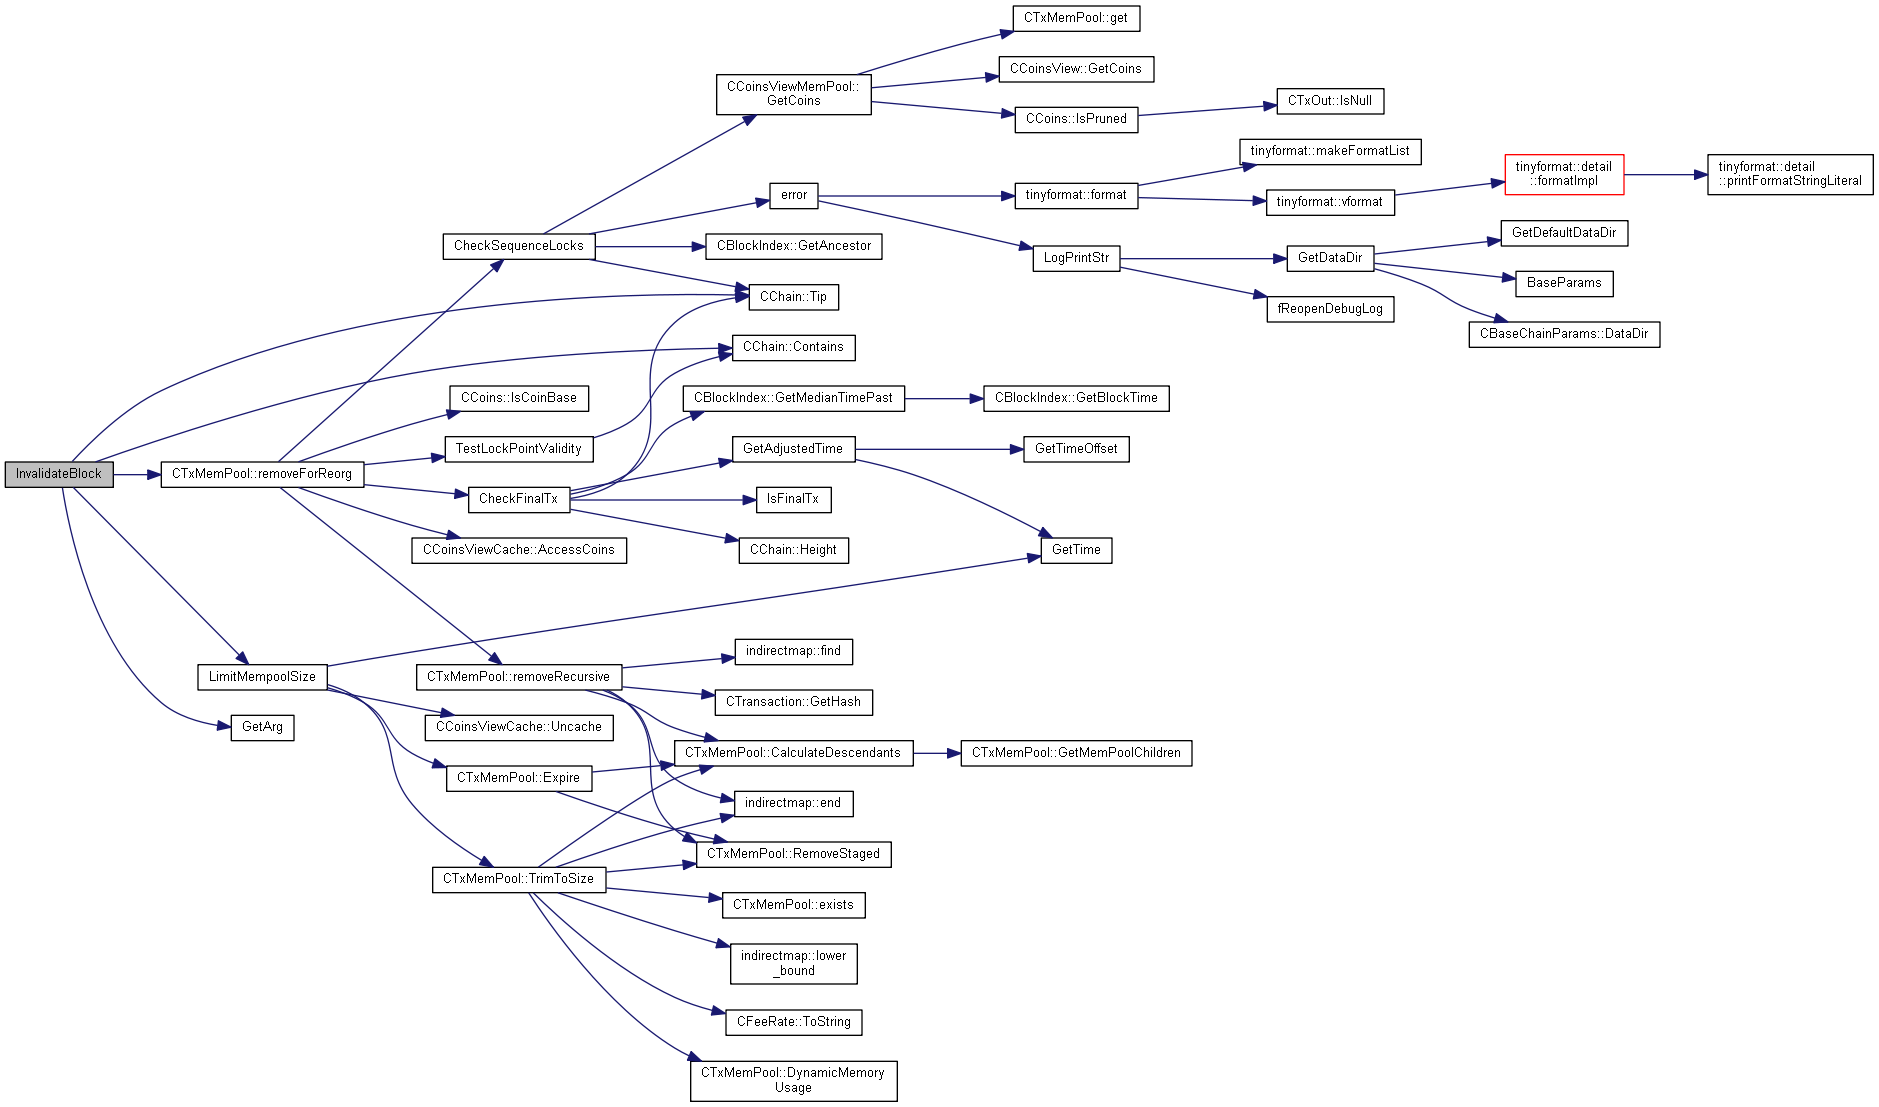 CTxMemPool::get
CCoinsView::GetCoins
CCoinsViewMemPool::
GetCoins
CTxOut::IsNull
CCoins::IsPruned
tinyformat::makeFormatList
tinyformat::detail
::formatImpl
tinyformat::detail
::printFormatStringLiteral
error
tinyformat::format
tinyformat::vformat
GetDefaultDataDir
CheckSequenceLocks
CBlockIndex::GetAncestor
LogPrintStr
GetDataDir
BaseParams
CChain::Tip
fReopenDebugLog
CBaseChainParams::DataDir
CChain::Contains
CCoins::IsCoinBase
CBlockIndex::GetMedianTimePast
CBlockIndex::GetBlockTime
TestLockPointValidity
GetAdjustedTime
GetTimeOffset
InvalidateBlock
CTxMemPool::removeForReorg
CheckFinalTx
IsFinalTx
CCoinsViewCache::AccessCoins
CChain::Height
GetTime
indirectmap::find
LimitMempoolSize
CTxMemPool::removeRecursive
CTransaction::GetHash
GetArg
CCoinsViewCache::Uncache
CTxMemPool::CalculateDescendants
CTxMemPool::GetMemPoolChildren
CTxMemPool::Expire
indirectmap::end
CTxMemPool::RemoveStaged
CTxMemPool::TrimToSize
CTxMemPool::exists
indirectmap::lower
_bound
CFeeRate::ToString
CTxMemPool::DynamicMemory
Usage